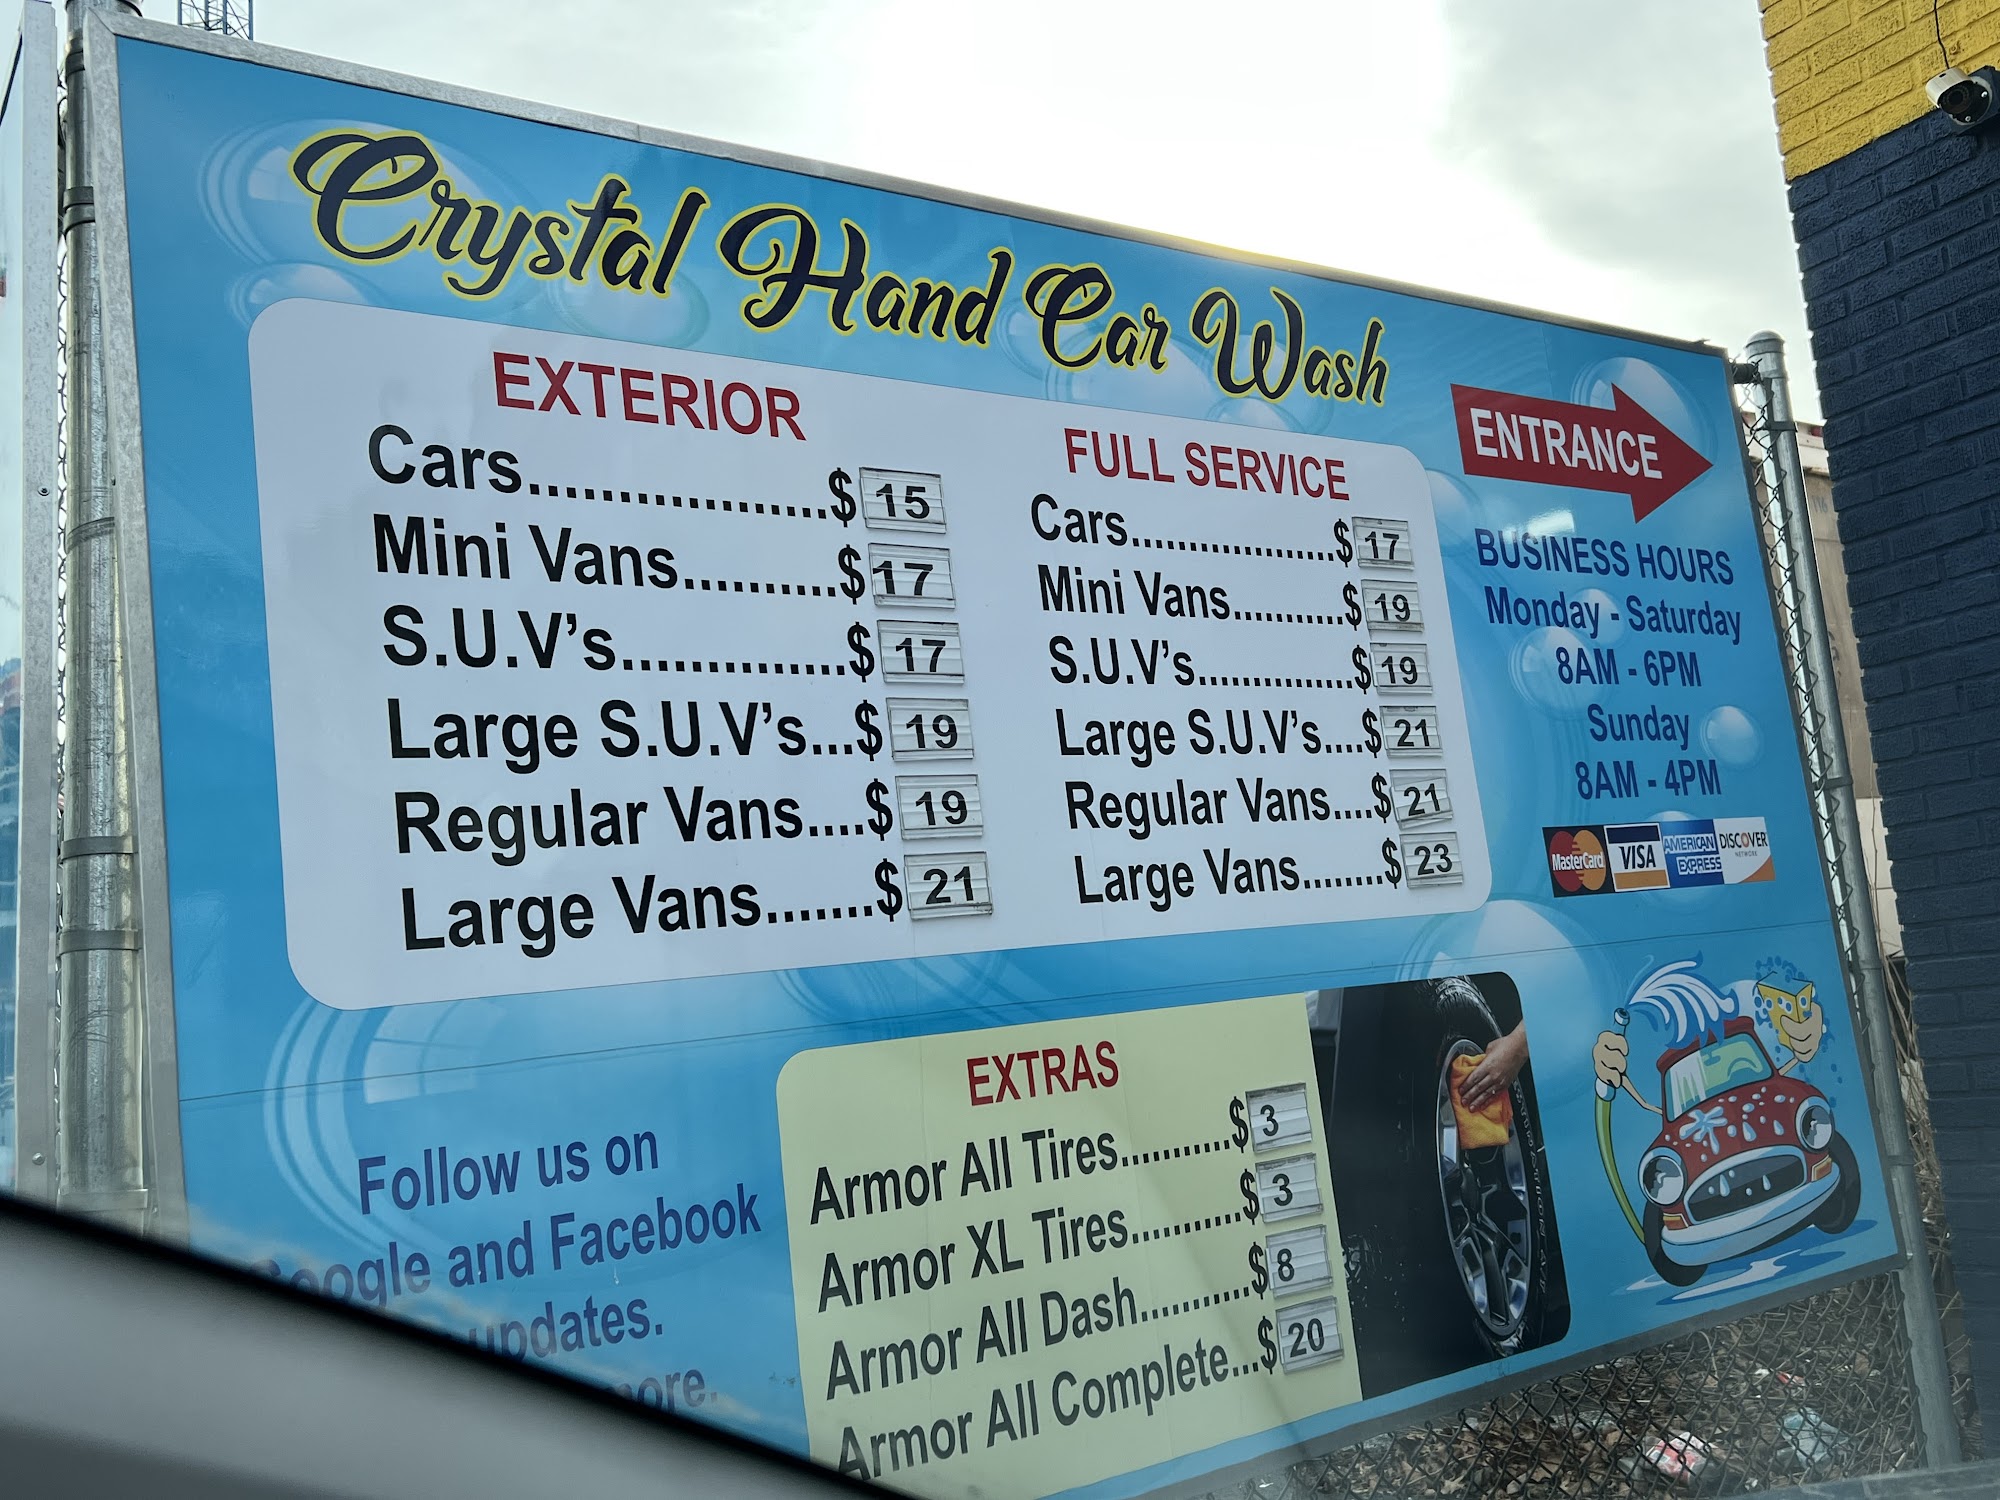 Crystal Hand Car Wash
EXTERIOR
Cars..................$ 15
Mini Vans..........$ 17
S.U.V's..............$ 17
Large S.U.V's...$ 19
Regular Vans....$ 19
Large Vans.......$ 21
FULL SERVICE
Cars..................$ 17
Mini Vans..........$ 19
S.U.V's..............$ 19
Large S.U.V's....$ 21
Regular Vans....$ 21
Large Vans........$ 23
ENTRANCE
BUSINESS HOURS
Monday - Saturday
8AM - 6PM
Sunday
8AM - 4PM
MasterCard
VISA
AMERICAN EXPRESS
DISCOVER
NETWORK
Follow us on
Google and Facebook
updates.
more.
EXTRAS
Armor All Tires..........$ 3
Armor XL Tires..........$ 3
Armor All Dash..........$ 8
Armor All Complete...$ 20